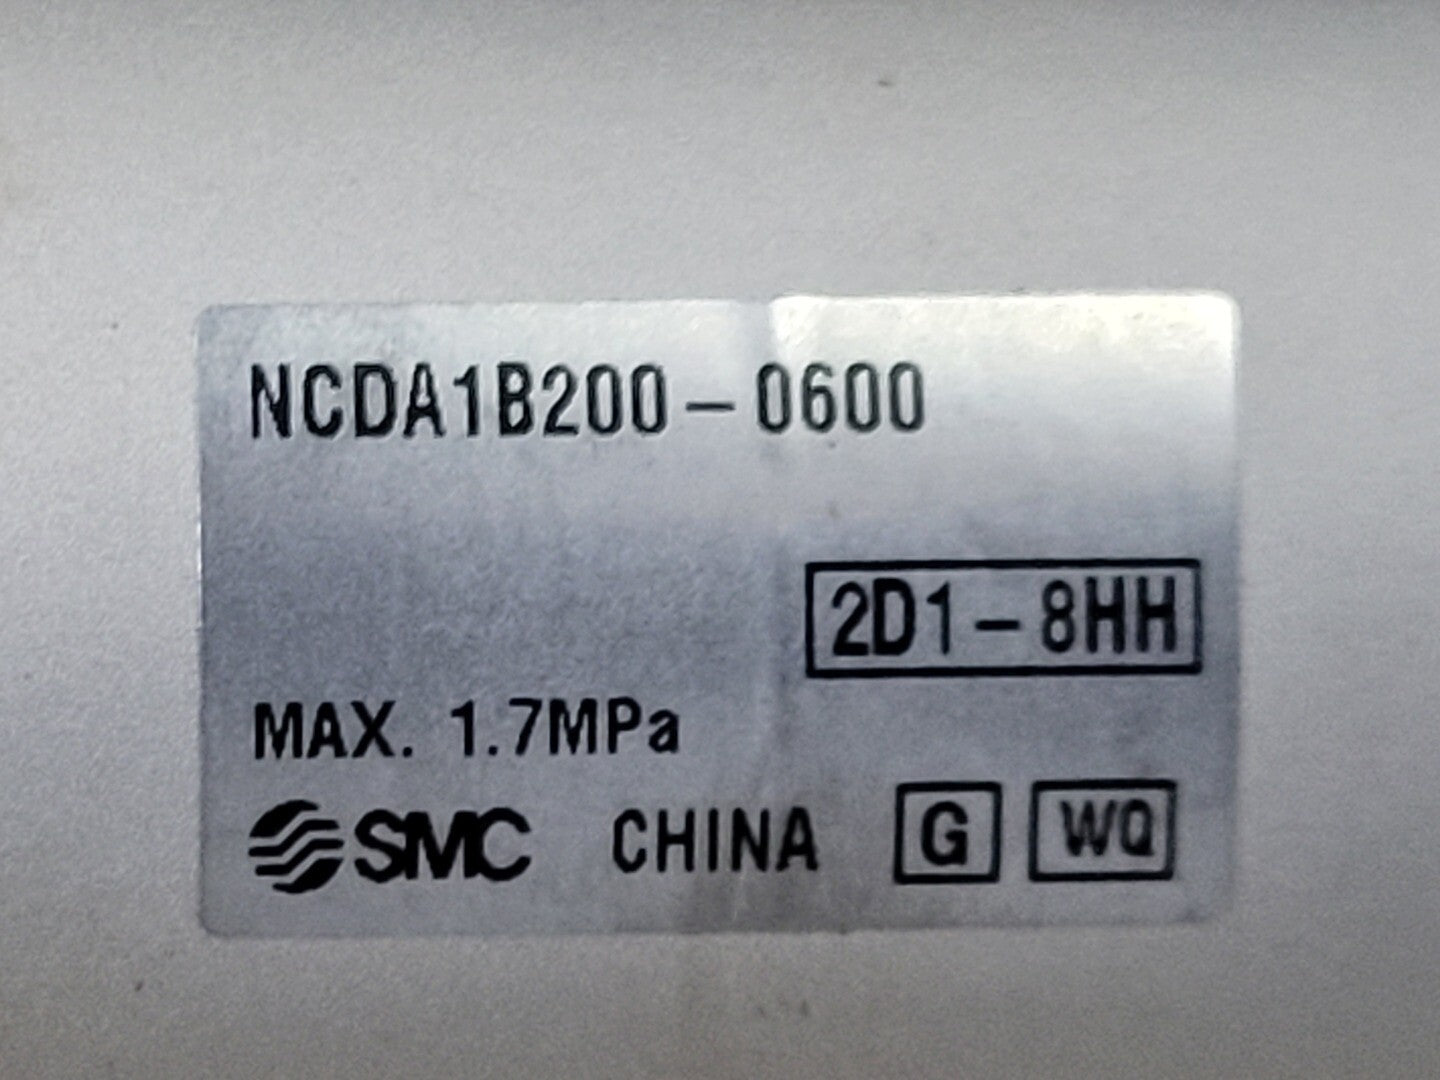 NCDA1B200-0600
2D1-8HH
MAX. 1.7MPa
SMC CHINA G WQ